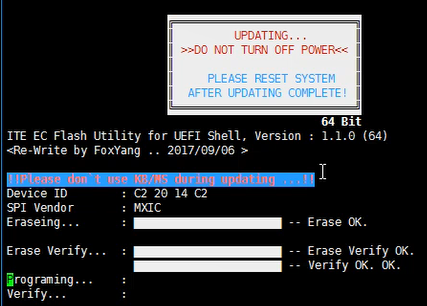 UPDATING...
>>DO NOT TURN OFF POWER<<
PLEASE RESET SYSTEM
AFTER UPDATING COMPLETE!
64 Bit
ITE EC Flash Utility for UEFI Shell, Version : 1.1.0 (64)
<Re-Write by FoxYang .. 2017/09/06 >
!!Please don't use KB/MS during updating ...!!
Device ID : C2 20 14 C2
SPI Vendor : MXIC
Eraseing... : -- Erase OK.
Erase Verify... : -- Erase Verify OK.
-- Verify OK. OK.
Programing... :
Verify... :